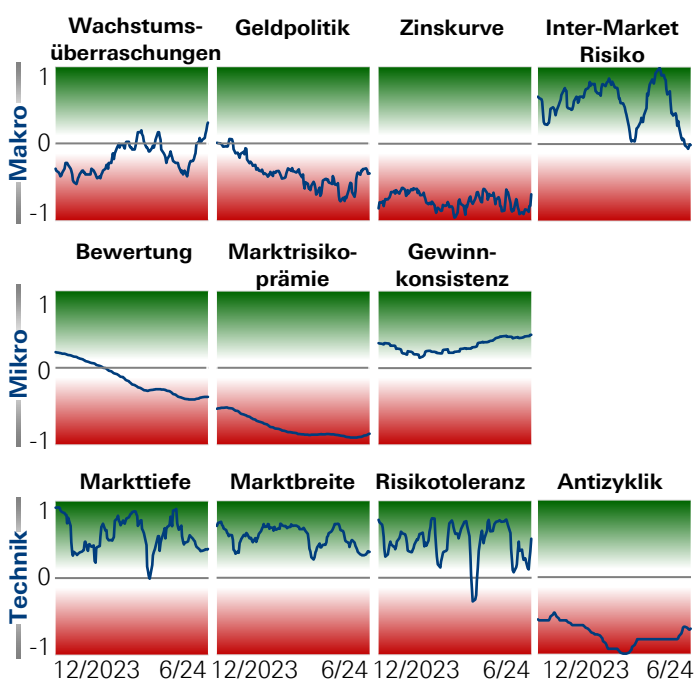 Wachstums-
überraschungen
Geldpolitik
Zinskurve
Inter-Market
Risiko
Makro
1
0
-1
Bewertung
Marktrisiko-
prämie
Gewinn-
konsistenz
Mikro
1
0
-1
Markttiefe
Marktbreite
Risikotoleranz
Antizyklik
Technik
1
0
-1
12/2023 6/24 12/2023 6/24 12/2023 6/24 12/2023 6/24